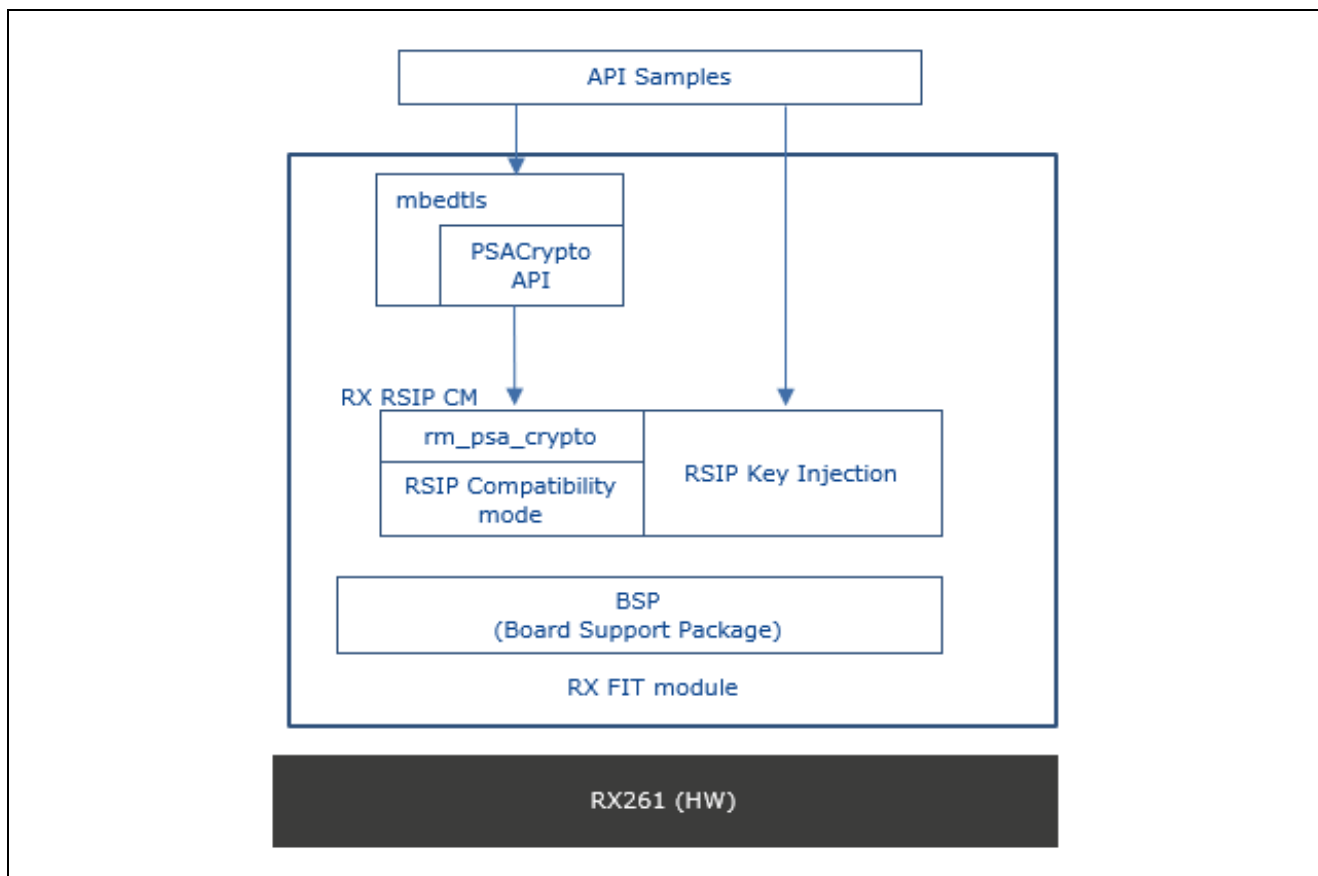 API Samples
mbedtls
PSACrypto
API
RX RSIP CM
rm_psa_crypto
RSIP Compatibility
mode
RSIP Key Injection
BSP
(Board Support Package)
RX FIT module
RX261 (HW)